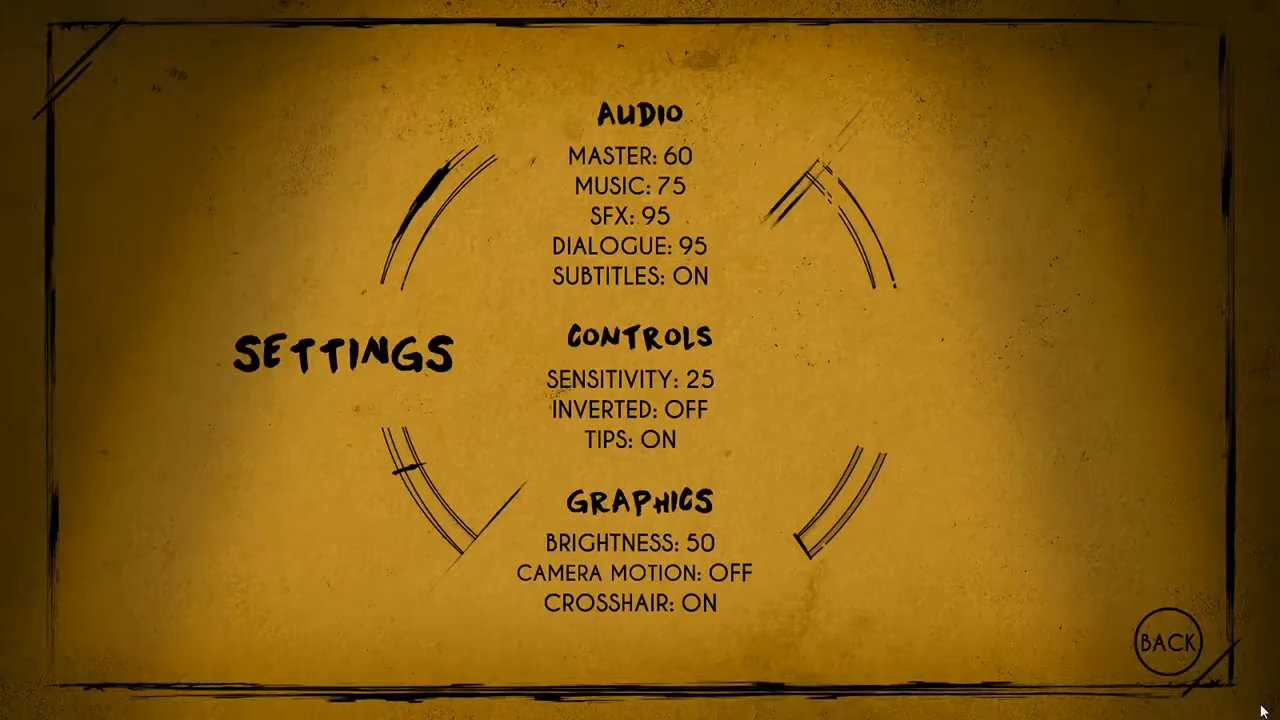 AUDIO
MASTER: 60
MUSIC: 75
SFX: 95
DIALOGUE: 95
SUBTITLES: ON
CONTROLS
SETTINGS
SENSITIVITY: 25
INVERTED: OFF
TIPS: ON
GRAPHICS
BRIGHTNESS: 50
CAMERA MOTION: OFF
CROSSHAIR: ON
BACK